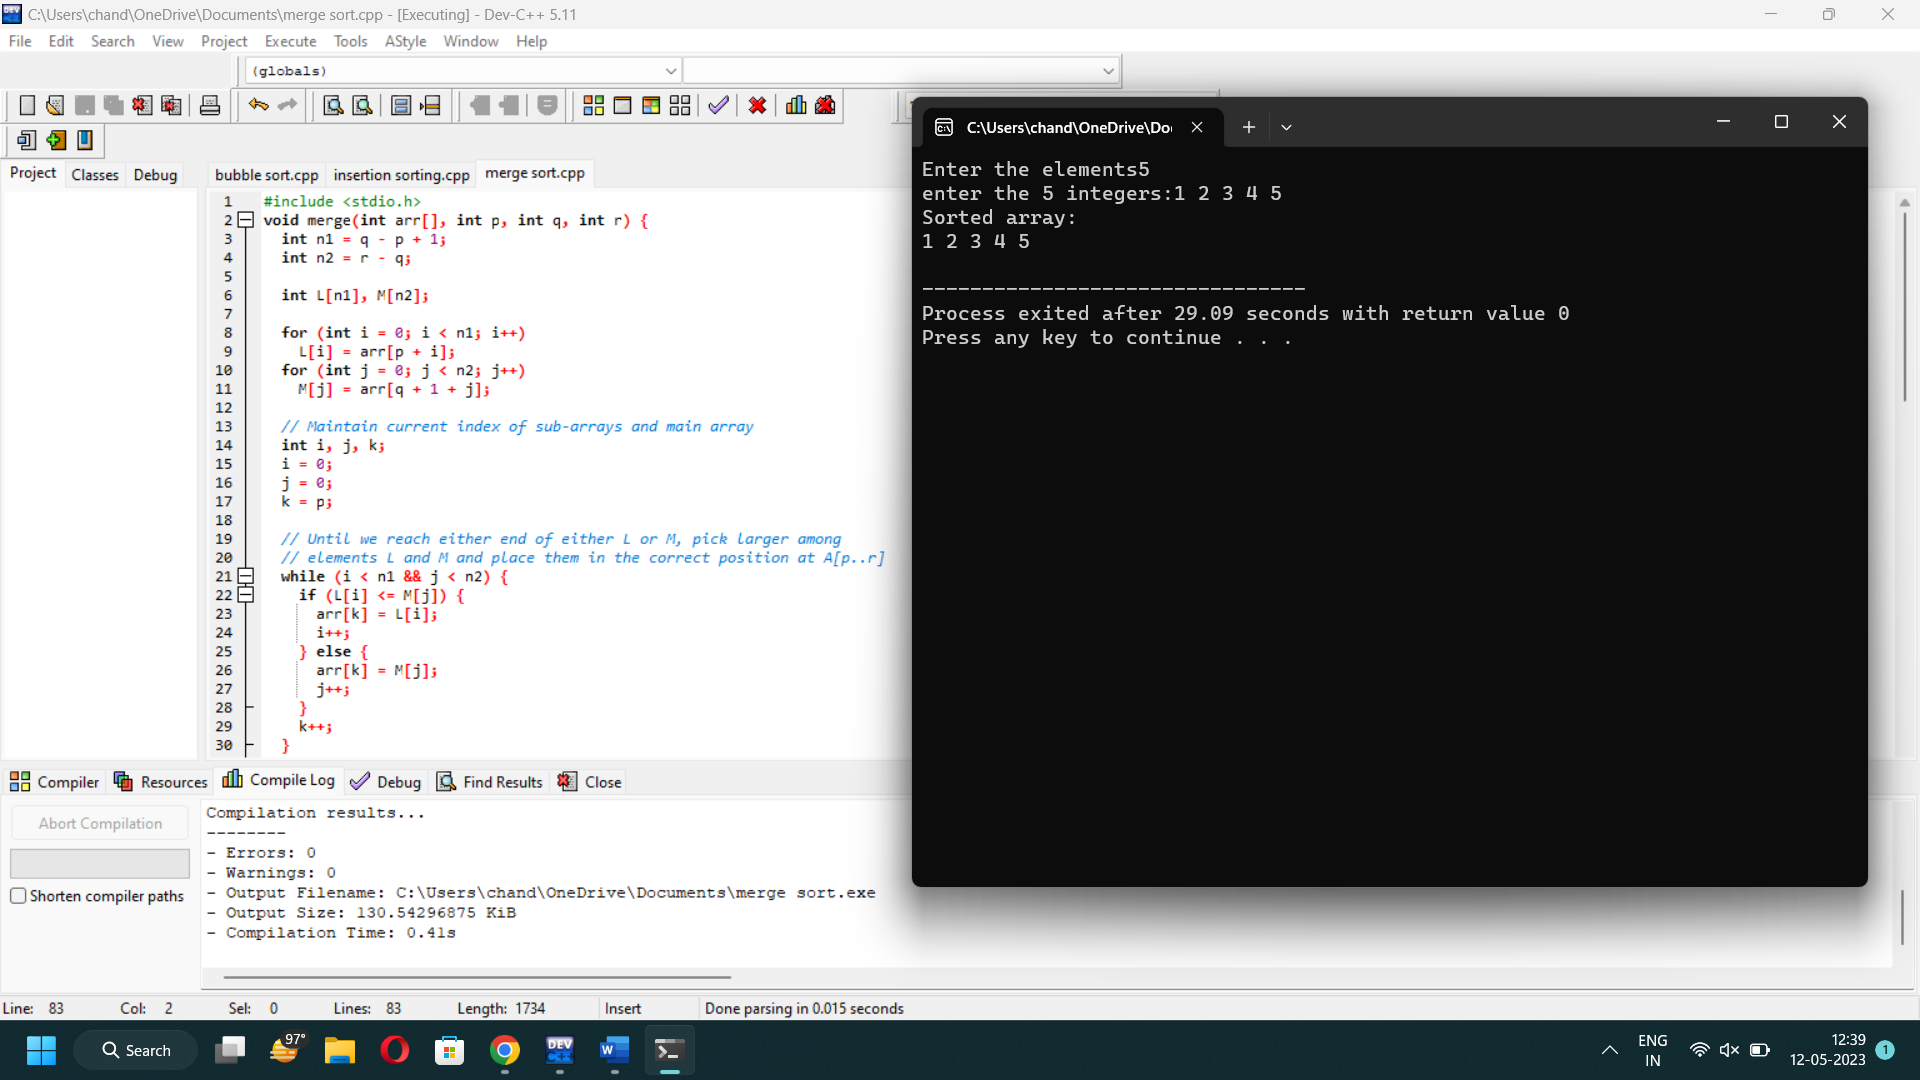 C:\Users\chand\OneDrive\Documents\merge sort.cpp - [Executing] - Dev-C++ 5.11
File Edit Search View Project Execute Tools AStyle Window Help
(globals)
Project Classes Debug
bubble sort.cpp insertion sorting.cpp merge sort.cpp
1 #include <stdio.h>
2 void merge(int arr[], int p, int q, int r) {
3 int n1 = q - p + 1;
4 int n2 = r - q;
5
6 int L[n1], M[n2];
7
8 for (int i = 0; i < n1; i++)
9 L[i] = arr[p + i];
10 for (int j = 0; j < n2; j++)
11 M[j] = arr[q + 1 + j];
12
13 // Maintain current index of sub-arrays and main array
14 int i, j, k;
15 i = 0;
16 j = 0;
17 k = p;
18
19 // Until we reach either end of either L or M, pick larger among
20 // elements L and M and place them in the correct position at A[p..r]
21 while (i < n1 && j < n2) {
22 if (L[i] <= M[j]) {
23 arr[k] = L[i];
24 i++;
25 } else {
26 arr[k] = M[j];
27 j++;
28 }
29 k++;
30 }
C:\Users\chand\OneDrive\Do
Enter the elements5
enter the 5 integers:1 2 3 4 5
Sorted array:
1 2 3 4 5
--------------------------------
Process exited after 29.09 seconds with return value 0
Press any key to continue . . .
Compiler Resources Compile Log Debug Find Results Close
Abort Compilation
Shorten compiler paths
Compilation results...
--------
- Errors: 0
- Warnings: 0
- Output Filename: C:\Users\chand\OneDrive\Documents\merge sort.exe
- Output Size: 130.54296875 KiB
- Compilation Time: 0.41s
Line: 83 Col: 2 Sel: 0 Lines: 83 Length: 1734 Insert Done parsing in 0.015 seconds
Search
97°
DEV C++
W
ENG
IN
12:39
12-05-2023
1